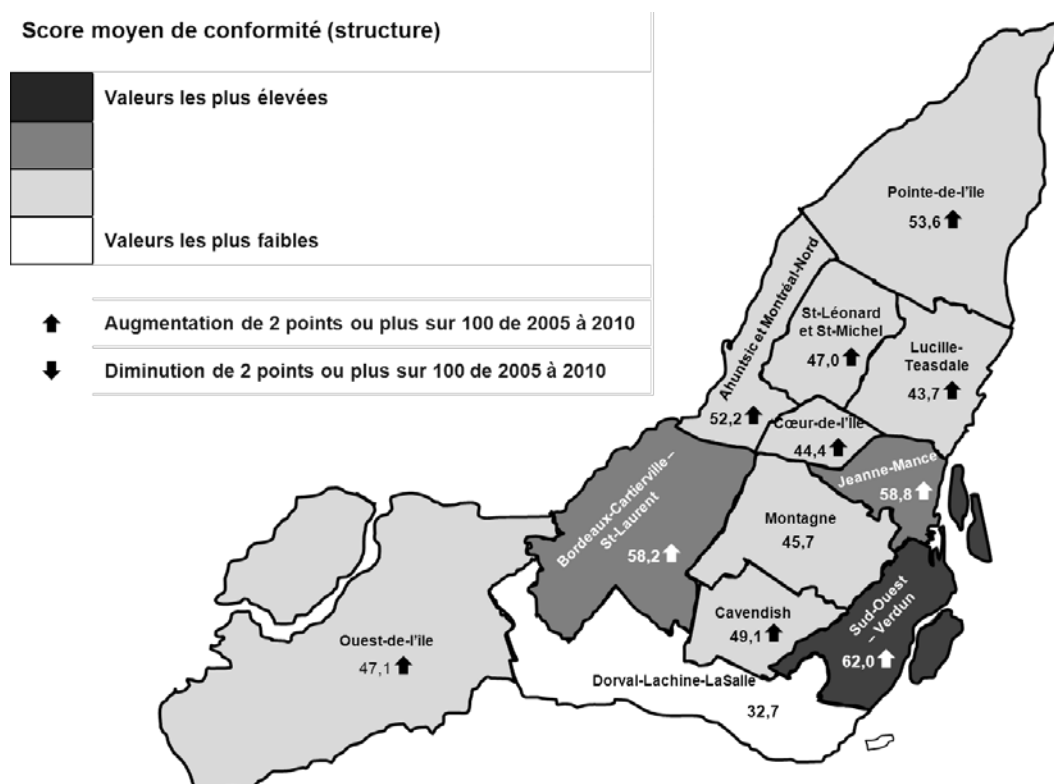 Score moyen de conformité (structure)
Valeurs les plus élevées
Valeurs les plus faibles
Augmentation de 2 points ou plus sur 100 de 2005 à 2010
Diminution de 2 points ou plus sur 100 de 2005 à 2010
Pointe-de-l'île
53,6
Ahuntsic et Montréal-Nord
52,2
St-Léonard
et St-Michel
47,0
Lucille-
Teasdale
43,7
Cœur-de-l'île
44,4
Jeanne-Mance
58,8
Bordeaux-Cartierville –
St-Laurent
58,2
Montagne
45,7
Cavendish
49,1
Sud-Ouest
– Verdun
62,0
Ouest-de-l'île
47,1
Dorval-Lachine-LaSalle
32,7